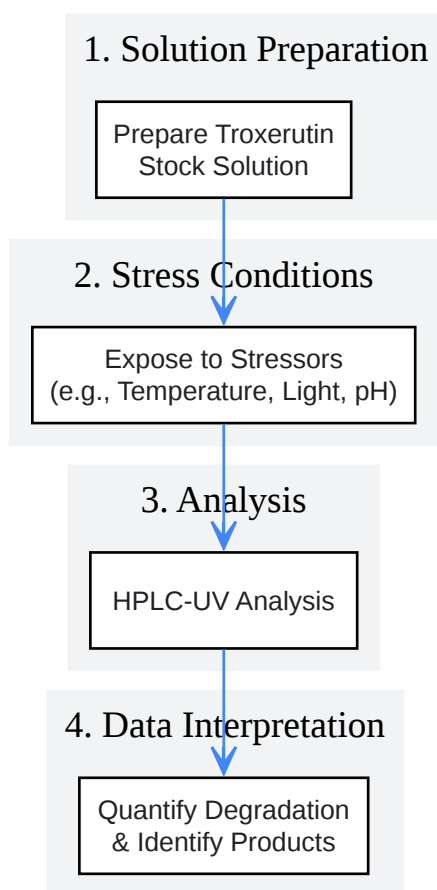 1. Solution Preparation
Prepare Troxerutin
Stock Solution
2. Stress Conditions
Expose to Stressors
(e.g., Temperature, Light, pH)
3. Analysis
HPLC-UV Analysis
4. Data Interpretation
Quantify Degradation
& Identify Products